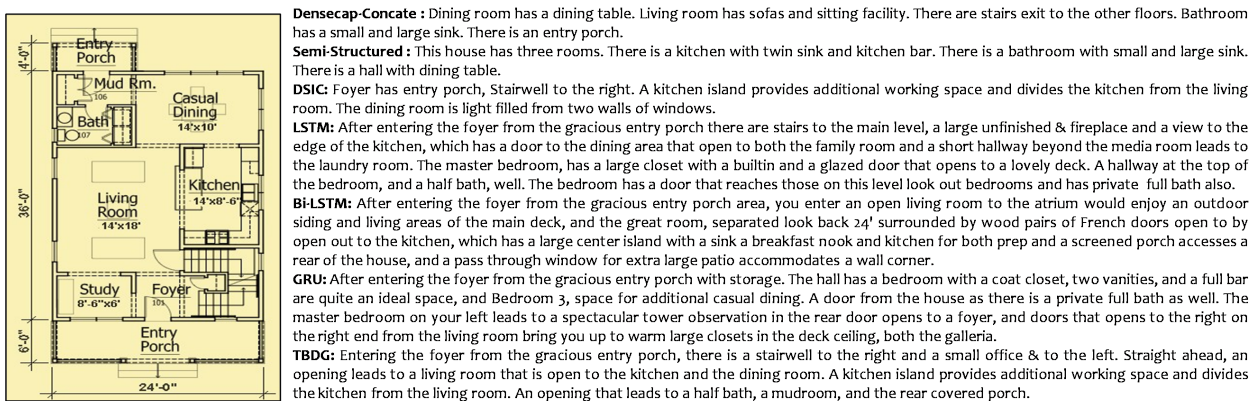 Entry
Porch
4'-0"
Mud Rm.
106
Casual
Dining
14'x10'
Bath
107
36'-0"
Living
Room
14'x18'
Kitchen
14'x8'-6"
Study
8'-6"x6'
Foyer
101
Entry
Porch
6'-0"
24'-0"
Densecap-Concate : Dining room has a dining table. Living room has sofas and sitting facility. There are stairs exit to the other floors. Bathroom
has a small and large sink. There is an entry porch.
Semi-Structured : This house has three rooms. There is a kitchen with twin sink and kitchen bar. There is a bathroom with small and large sink.
There is a hall with dining table.
DSIC: Foyer has entry porch, Stairwell to the right. A kitchen island provides additional working space and divides the kitchen from the living
room. The dining room is light filled from two walls of windows.
LSTM: After entering the foyer from the gracious entry porch there are stairs to the main level, a large unfinished & fireplace and a view to the
edge of the kitchen, which has a door to the dining area that open to both the family room and a short hallway beyond the media room leads to
the laundry room. The master bedroom, has a large closet with a builtin and a glazed door that opens to a lovely deck. A hallway at the top of
the bedroom, and a half bath, well. The bedroom has a door that reaches those on this level look out bedrooms and has private full bath also.
Bi-LSTM: After entering the foyer from the gracious entry porch area, you enter an open living room to the atrium would enjoy an outdoor
siding and living areas of the main deck, and the great room, separated look back 24' surrounded by wood pairs of French doors open to by
open out to the kitchen, which has a large center island with a sink a breakfast nook and kitchen for both prep and a screened porch accesses a
rear of the house, and a pass through window for extra large patio accommodates a wall corner.
GRU: After entering the foyer from the gracious entry porch with storage. The hall has a bedroom with a coat closet, two vanities, and a full bar
are quite an ideal space, and Bedroom 3, space for additional casual dining. A door from the house as there is a private full bath as well. The
master bedroom on your left leads to a spectacular tower observation in the rear door opens to a foyer, and doors that opens to the right on
the right end from the living room bring you up to warm large closets in the deck ceiling, both the galleria.
TBDG: Entering the foyer from the gracious entry porch, there is a stairwell to the right and a small office & to the left. Straight ahead, an
opening leads to a living room that is open to the kitchen and the dining room. A kitchen island provides additional working space and divides
the kitchen from the living room. An opening that leads to a half bath, a mudroom, and the rear covered porch.